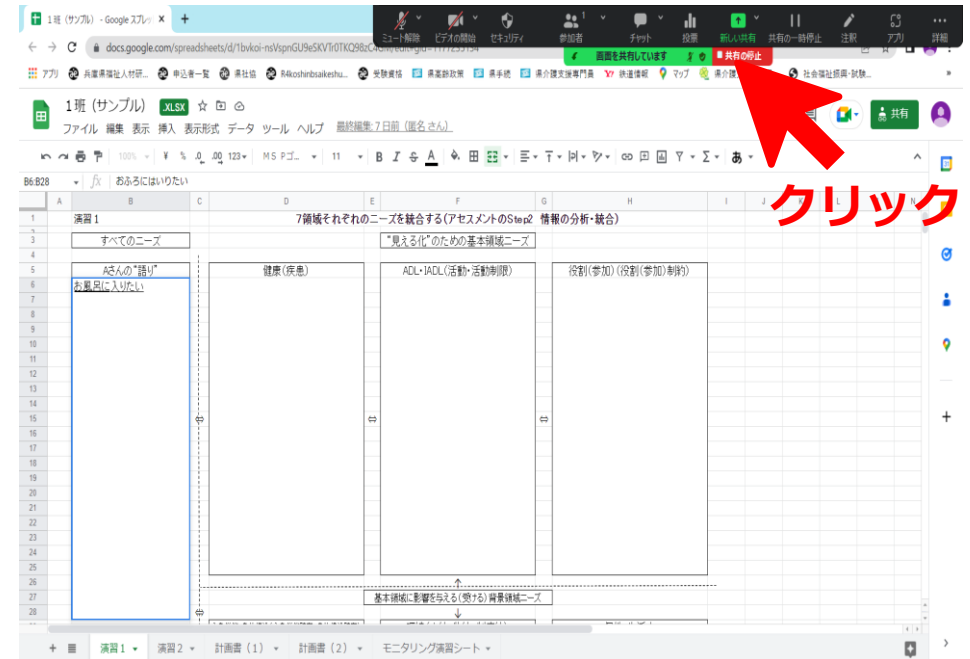 1班 (サンプル) - Google スプレッ
ミュート解除 ビデオの開始 セキュリティ 参加者 1 チャット 投票 新しい共有 共有の一時停止 注釈 アプリ 詳細
画面を共有しています 共有の停止
アプリ 兵庫県福祉人材研... 申込者一覧 県社協 R4koshinbsaikeshu... 受験資格 県高齢政策 県手続 県介護支援専門員 鉄道情報 マップ 県介護 社会福祉振興・試験...
1班 (サンプル) .XLSX
ファイル 編集 表示 挿入 表示形式 データ ツール ヘルプ 最終編集: 7 日前 (匿名 さん) 共有
100% ¥ % .0 .00 123 ＭＳ Ｐゴ... 11 B I S A あ
クリック
B6:B28 fx おふろにはいりたい
A B C D E F G H I J K L N
1 演習1 7領域それぞれのニーズを統合する(アセスメントのStep2 情報の分析・統合)
3 すべてのニーズ "見える化"のための基本領域ニーズ
4
5 Aさんの"語り" 健康(疾患) ADL・IADL(活動・活動制限) 役割(参加)(役割(参加)制約)
6 お風呂に入りたい
7
8
9
10
11
12
13
14
15 ⇔ ⇔ ⇔
16
17
18
19
20
21
22
23
24
25
26 ↑
27 基本領域に影響を与える(受ける)背景領域ニーズ
28 ⇔ ↓
演習1 演習2 計画書(1) 計画書(2) モニタリング演習シート